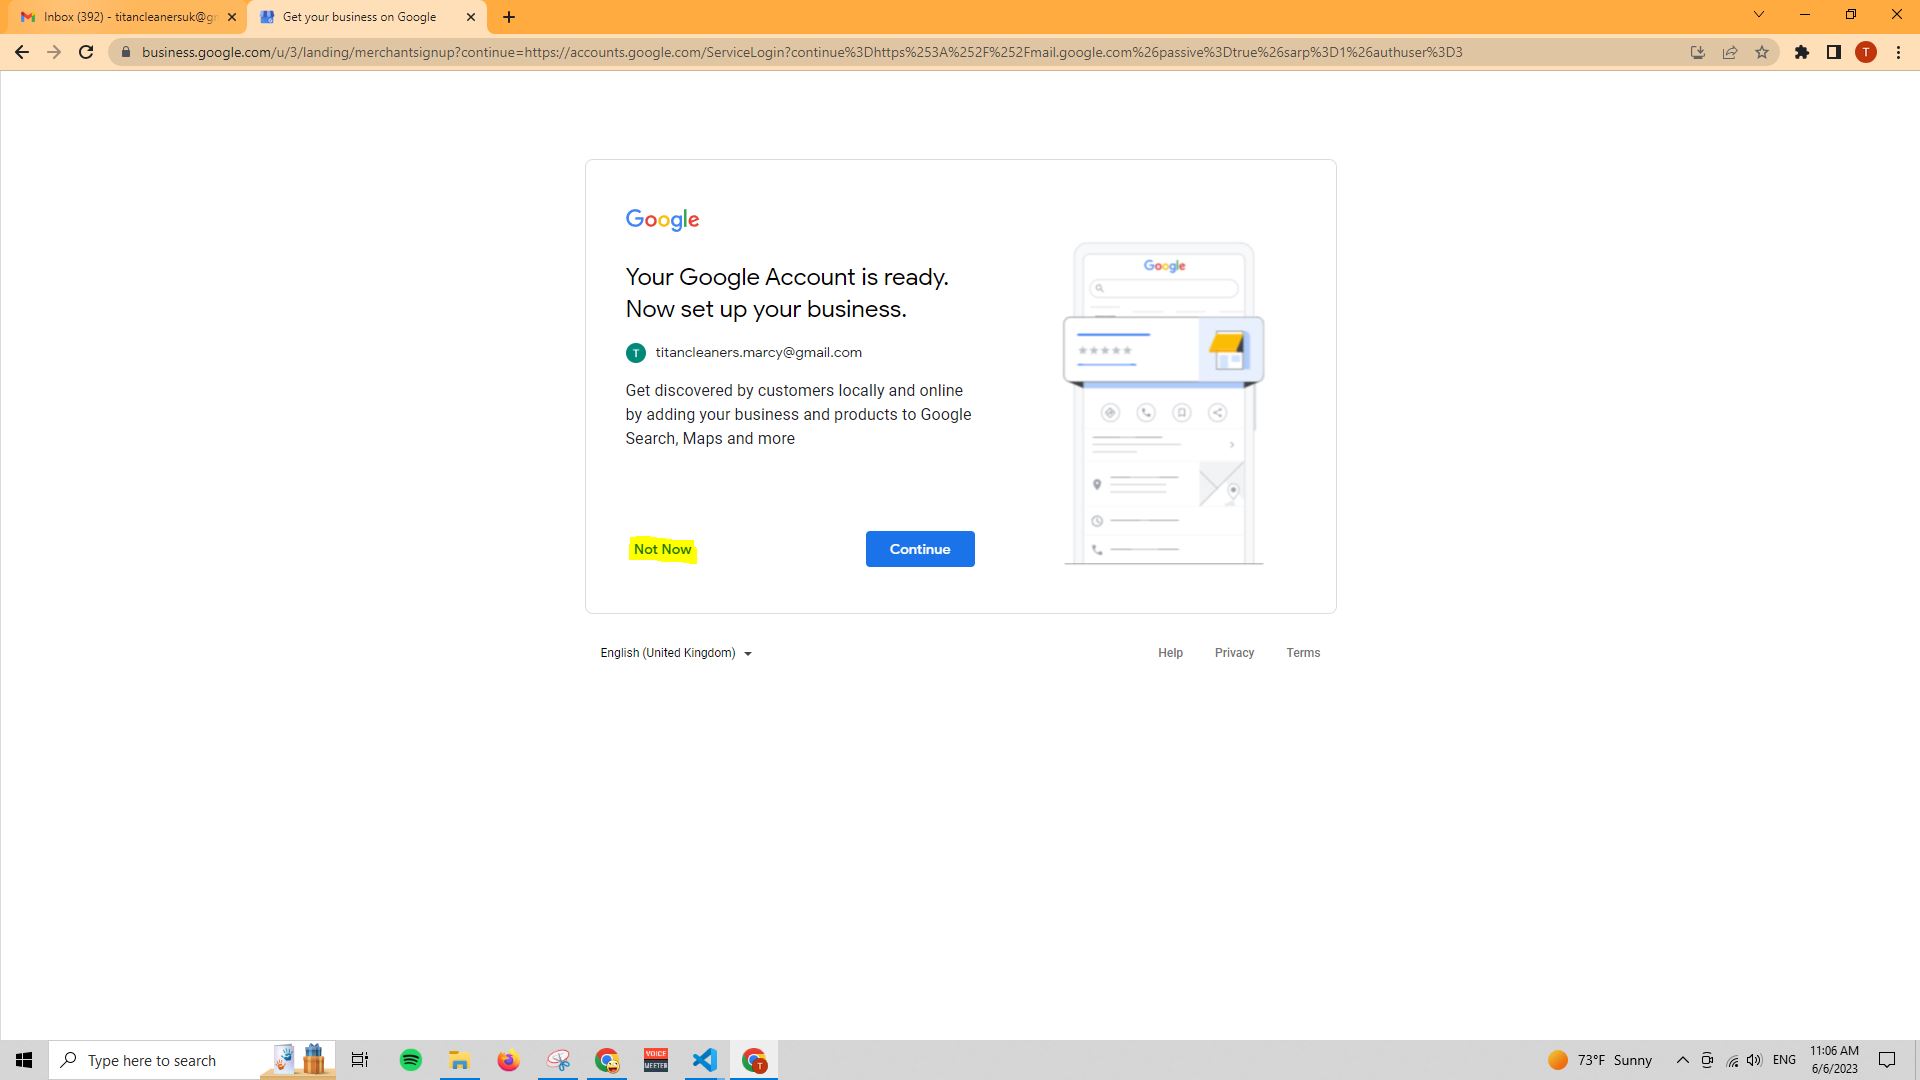 Inbox (392) - titancleanersuk@gm
Get your business on Google
business.google.com/u/3/landing/merchantsignup?continue=https://accounts.google.com/ServiceLogin?continue%3Dhttps%253A%252F%252Fmail.google.com%26passive%3Dtrue%26sarp%3D1%26authuser%3D3
T
Google
Your Google Account is ready.
Now set up your business.
T titancleaners.marcy@gmail.com
Get discovered by customers locally and online
by adding your business and products to Google
Search, Maps and more
Not Now
Continue
Google
English (United Kingdom)
Help
Privacy
Terms
Type here to search
VOICE
MEETER
T
73°F Sunny
ENG
11:06 AM
6/6/2023